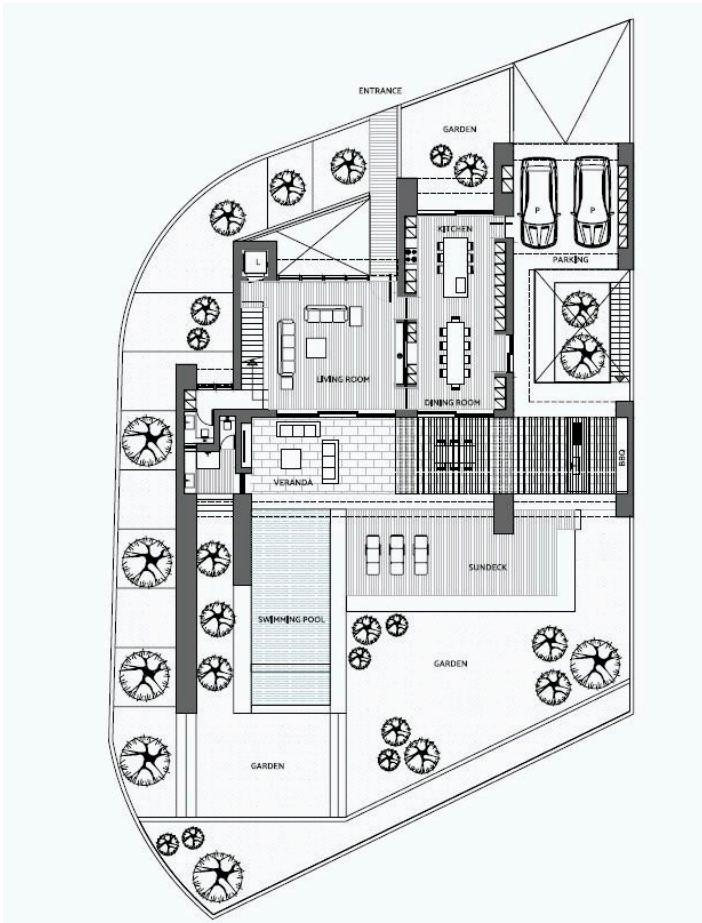 ENTRANCE
GARDEN
KITCHEN
P
P
L
PARKING
LIVING ROOM
DINING ROOM
BBQ
VERANDA
SUNDECK
SWIMMING POOL
GARDEN
GARDEN